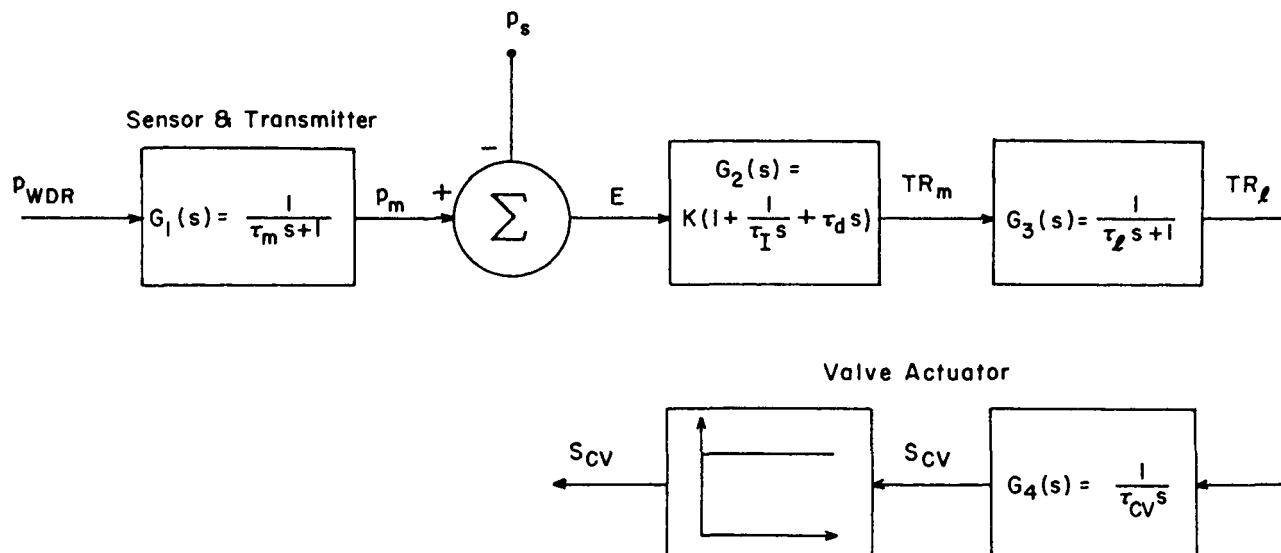 p_s
Sensor & Transmitter
p_WDR
G_1(s) = 1/(τ_m s+1)
p_m
+
−
Σ
E
G_2(s) =
K(1 + 1/(τ_I s) + τ_d s)
TR_m
G_3(s) = 1/(τ_ℓ s+1)
TR_ℓ
Valve Actuator
S_CV
S_CV
G_4(s) = 1/(τ_CV s)